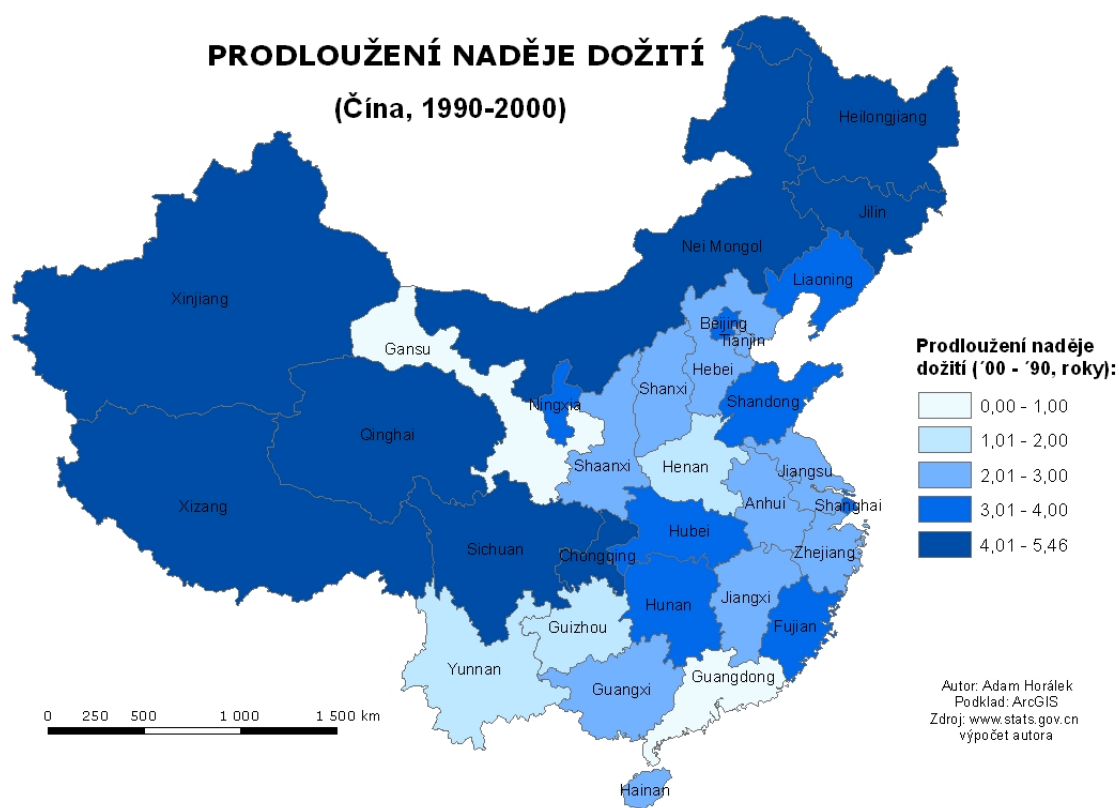 PRODLOUŽENÍ NADĚJE DOŽITÍ
(Čína, 1990-2000)
Heilongjiang
Jilin
Nei Mongol
Liaoning
Xinjiang
Beijing
Tianjin
Gansu
Hebei
Shanxi
Ningxia
Shandong
Qinghai
Shaanxi
Henan
Jiangsu
Xizang
Anhui
Shanghai
Hubei
Sichuan
Chongqing
Zhejiang
Jiangxi
Hunan
Guizhou
Fujian
Yunnan
Guangdong
Guangxi
Hainan
Prodloužení naděje
dožití (´00 - ´90, roky):
0,00 - 1,00
1,01 - 2,00
2,01 - 3,00
3,01 - 4,00
4,01 - 5,46
0 250 500 1 000 1 500 km
Autor: Adam Horálek
Podklad: ArcGIS
Zdroj: www.stats.gov.cn
výpočet autora